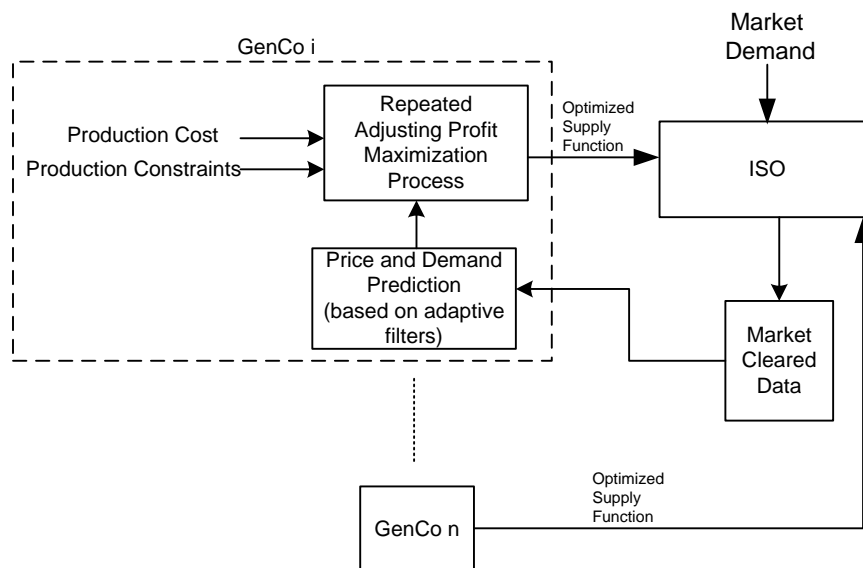 GenCo i
Market
Demand
Production Cost
Production Constraints
Repeated
Adjusting Profit
Maximization
Process
Optimized
Supply
Function
ISO
Price and Demand
Prediction
(based on adaptive
filters)
Market
Cleared
Data
GenCo n
Optimized
Supply
Function